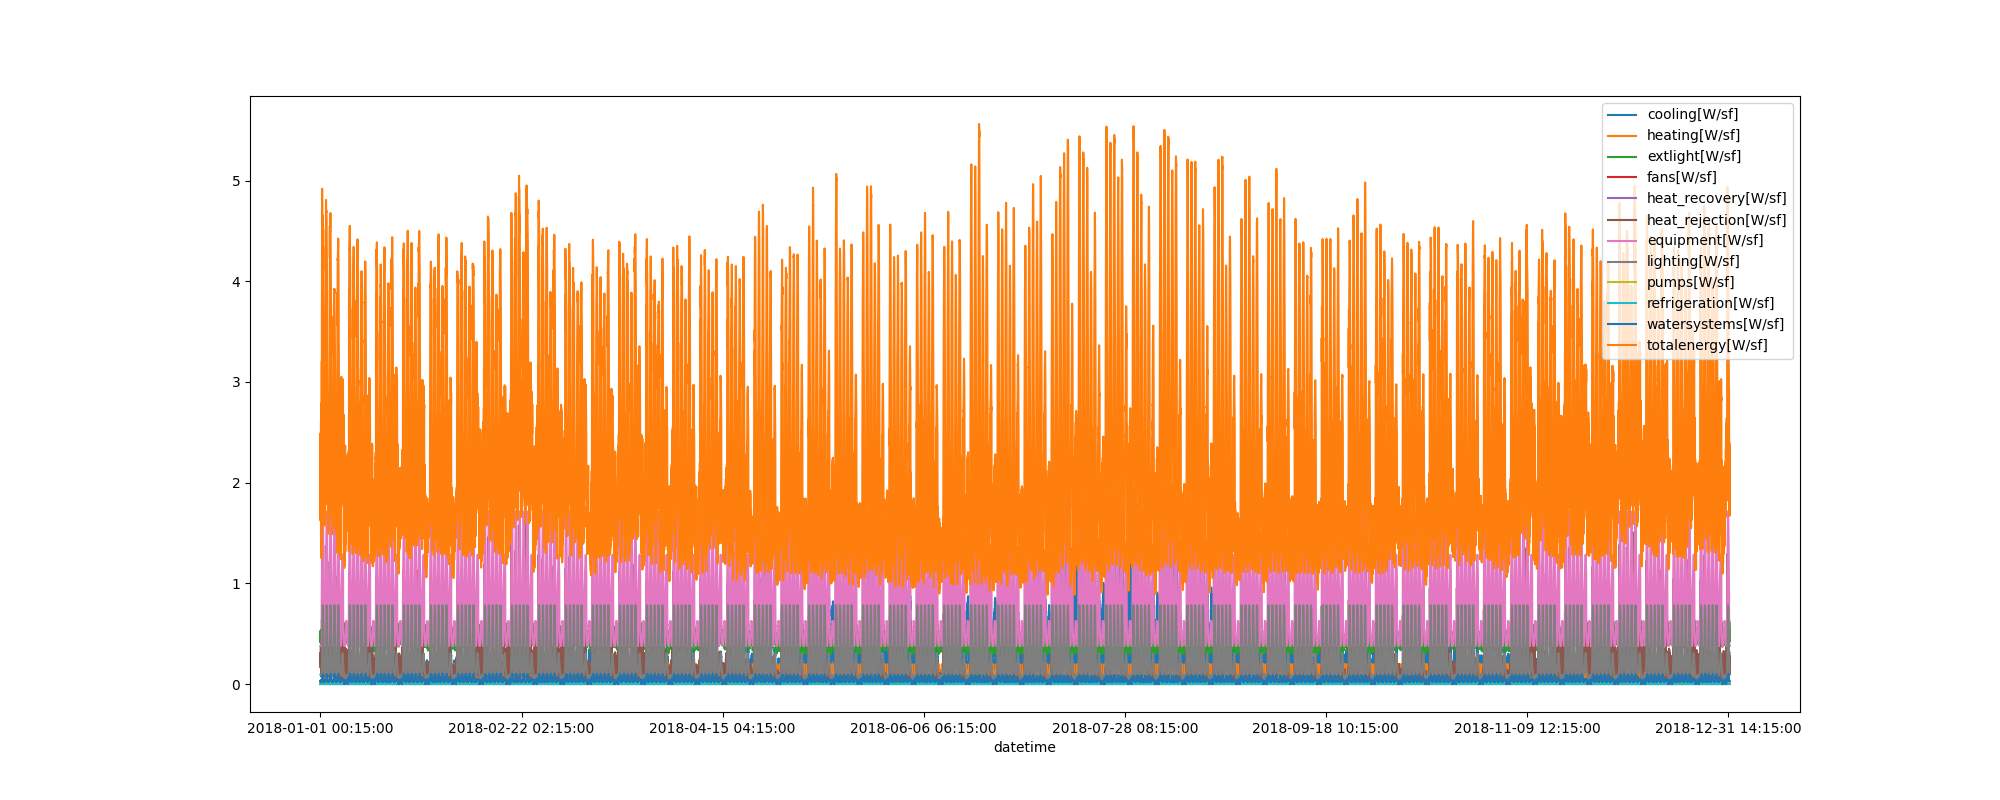 cooling[W/sf]
heating[W/sf]
extlight[W/sf]
fans[W/sf]
heat_recovery[W/sf]
heat_rejection[W/sf]
equipment[W/sf]
lighting[W/sf]
pumps[W/sf]
refrigeration[W/sf]
watersystems[W/sf]
totalenergy[W/sf]
5
4
3
2
1
0
2018-01-01 00:15:00 2018-02-22 02:15:00 2018-04-15 04:15:00 2018-06-06 06:15:00 2018-07-28 08:15:00 2018-09-18 10:15:00 2018-11-09 12:15:00 2018-12-31 14:15:00
datetime